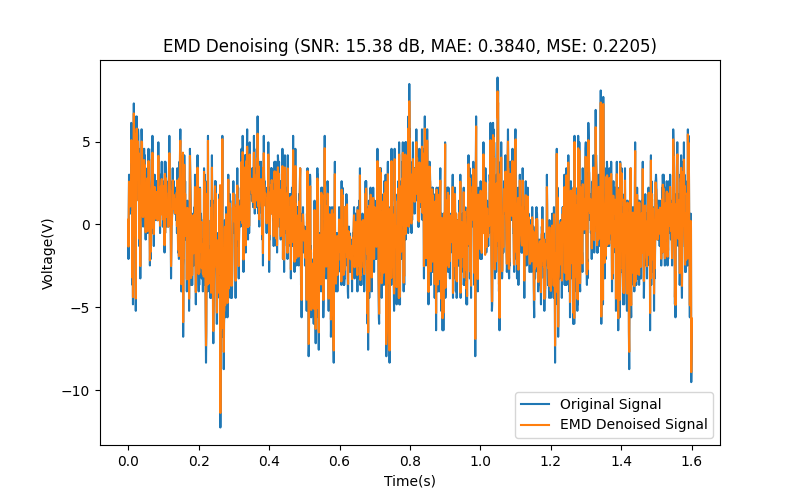 EMD Denoising (SNR: 15.38 dB, MAE: 0.3840, MSE: 0.2205)
5
0
−5
−10
Voltage(V)
Original Signal
EMD Denoised Signal
0.0 0.2 0.4 0.6 0.8 1.0 1.2 1.4 1.6
Time(s)